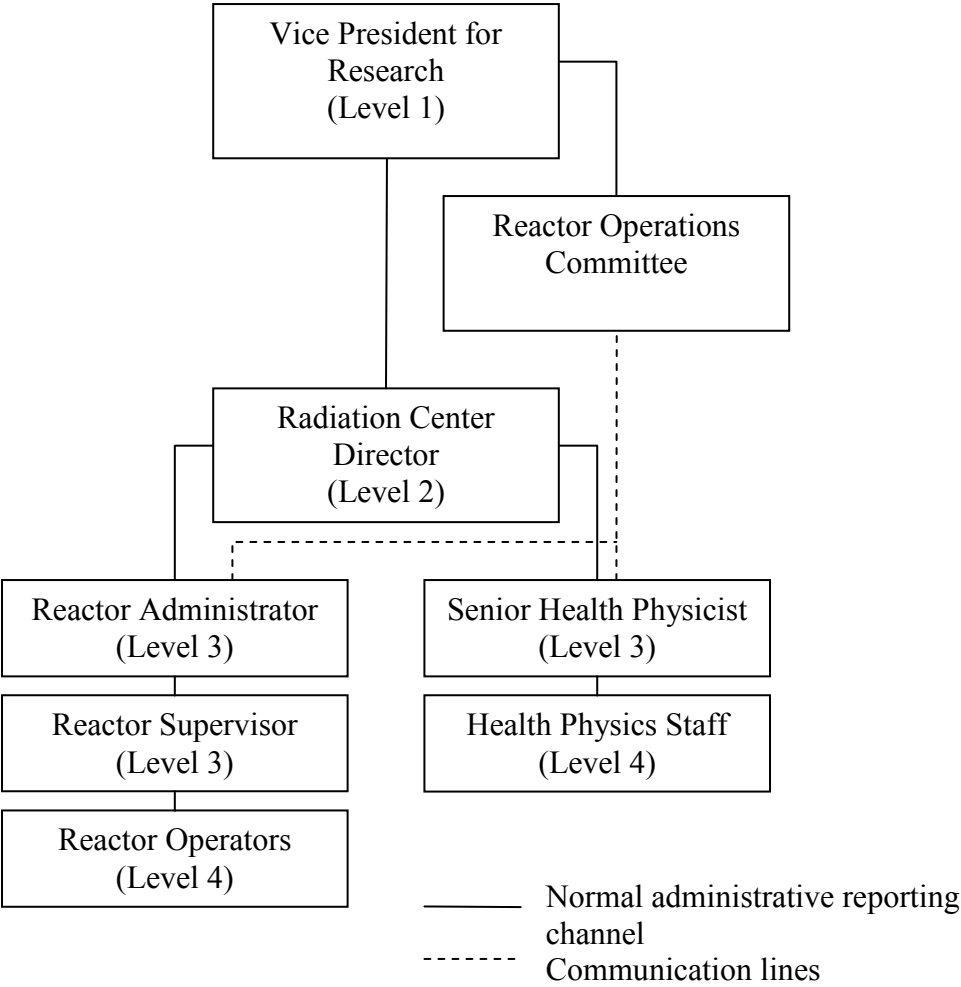 Vice President for
Research
(Level 1)
Reactor Operations
Committee
Radiation Center
Director
(Level 2)
Reactor Administrator
(Level 3)
Senior Health Physicist
(Level 3)
Reactor Supervisor
(Level 3)
Health Physics Staff
(Level 4)
Reactor Operators
(Level 4)
Normal administrative reporting
channel
Communication lines